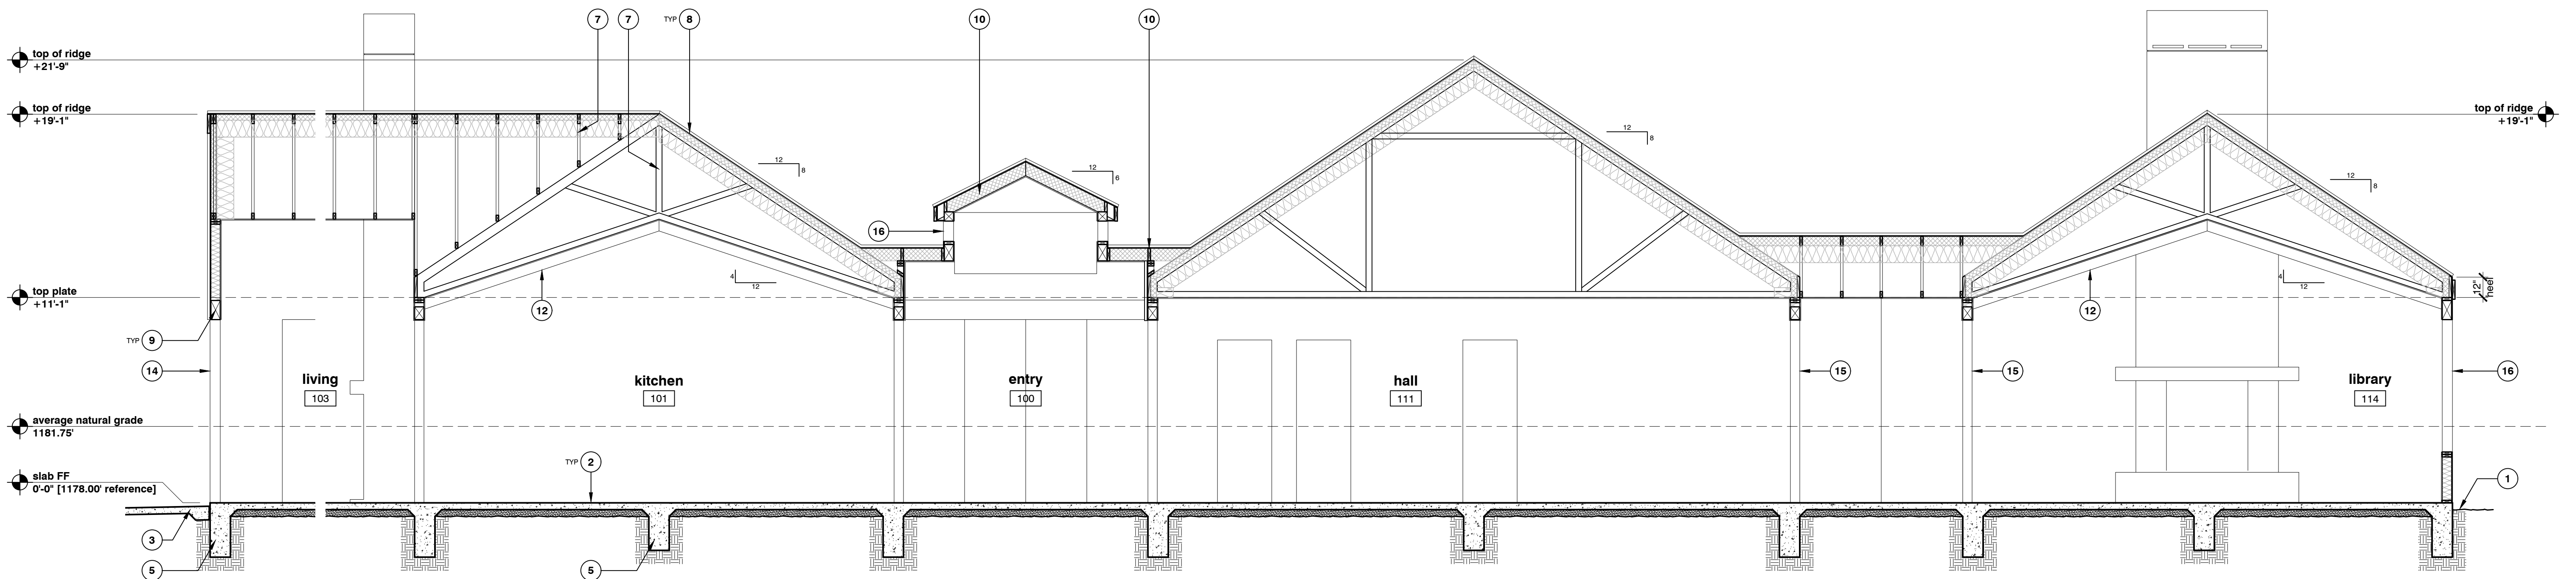 7
7
TYP 8
10
10
top of ridge
+21'-9"
top of ridge
+19'-1"
top of ridge
+19'-1"
12
8
12
6
12
8
12
8
16
4
12
4
12
12" heel
top plate
+11'-1"
12
12
TYP 9
14
15
15
16
living
103
kitchen
101
entry
100
hall
111
library
114
average natural grade
1181.75'
TYP 2
slab FF
0'-0" [1178.00' reference]
1
3
5
5